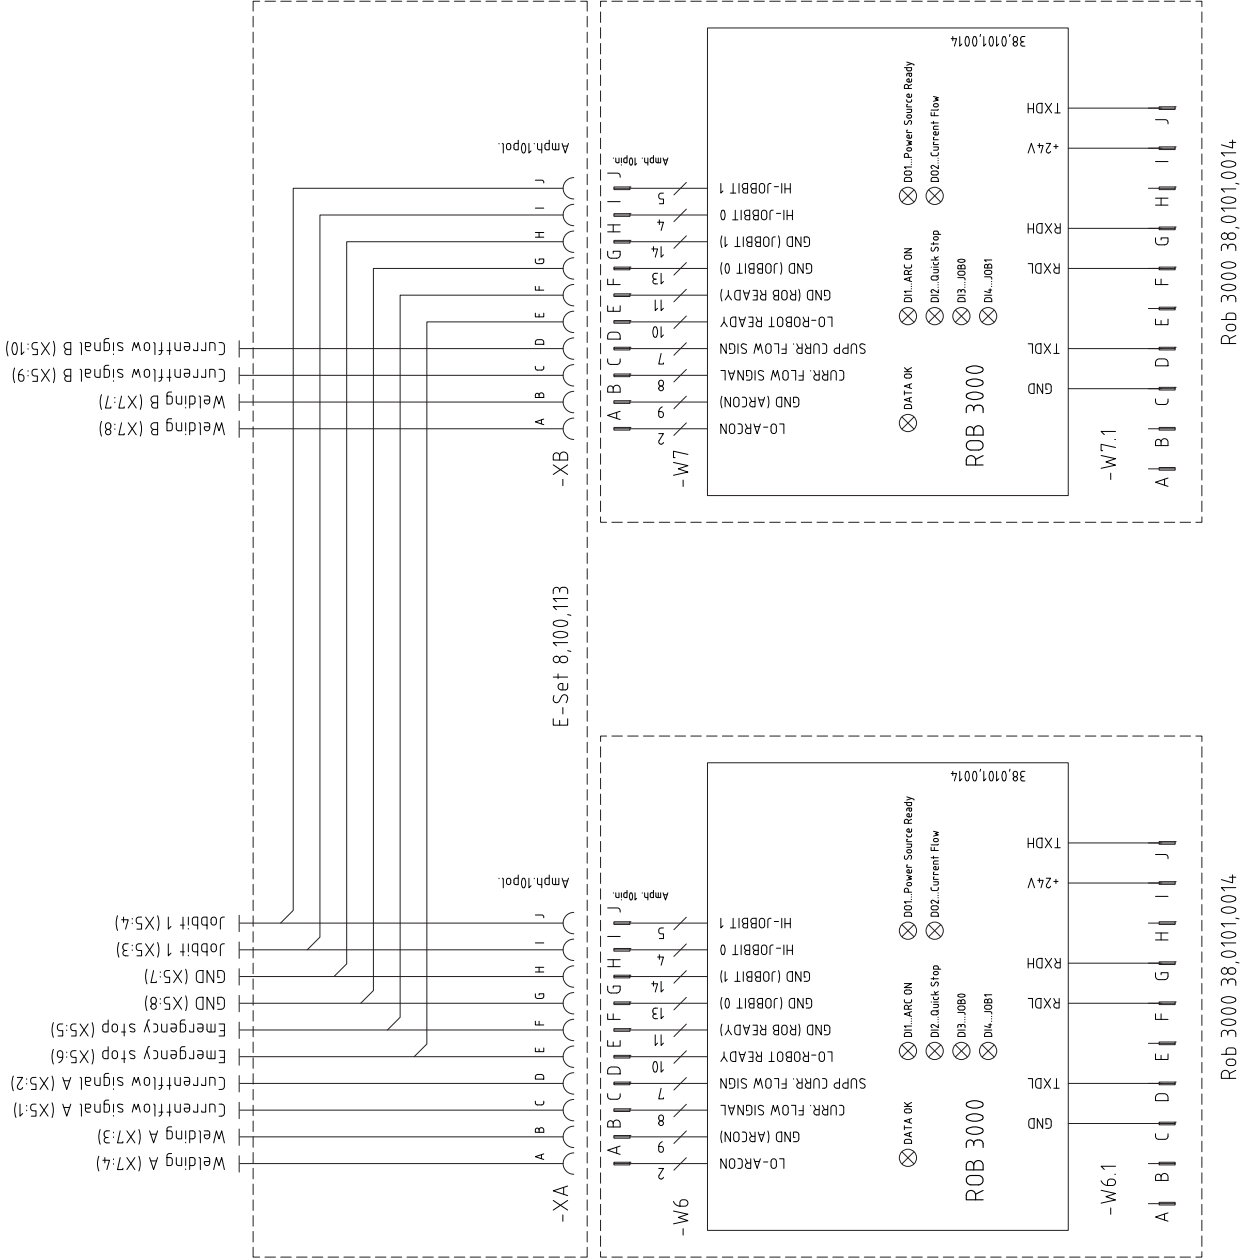 38,0101,0014
TXDH
+24V
RXDH
RXDL
TXDL
GND
J
I
H
G
F
E
D
C
B
A
-W7.1
Rob 3000 38,0101,0014
DO1...Power Source Ready
DO2...Current Flow
DI1...ARC ON
DI2...Quick Stop
DI3...JOB0
DI4...JOB1
DATA OK
ROB 3000
Amph.10pol.
Amph. 10pin.
J J 5 HI-JOBBIT 1
I I 4 HI-JOBBIT 0
H H 14 GND (JOBBIT 1)
G G 13 GND (JOBBIT 0)
F F 11 GND (ROB READY)
E E 10 LO-ROBOT READY
Currentflow signal B (X5:10) D D 7 SUPP CURR. FLOW SIGN
Currentflow signal B (X5:9) C C 8 CURR. FLOW SIGNAL
Welding B (X7:7) B B 9 GND (ARCON)
Welding B (X7:8) A A 2 LO-ARCON
-XB
-W7
E-Set 8,100,113
38,0101,0014
TXDH
+24V
RXDH
RXDL
TXDL
GND
J
I
H
G
F
E
D
C
B
A
-W6.1
Rob 3000 38,0101,0014
DO1...Power Source Ready
DO2...Current Flow
DI1...ARC ON
DI2...Quick Stop
DI3...JOB0
DI4...JOB1
DATA OK
ROB 3000
Amph.10pol.
Amph. 10pin.
Jobbit 1 (X5:4) J J 5 HI-JOBBIT 1
Jobbit 1 (X5:3) I I 4 HI-JOBBIT 0
GND (X5:7) H H 14 GND (JOBBIT 1)
GND (X5:8) G G 13 GND (JOBBIT 0)
Emergency stop (X5:5) F F 11 GND (ROB READY)
Emergency stop (X5:6) E E 10 LO-ROBOT READY
Currentflow signal A (X5:2) D D 7 SUPP CURR. FLOW SIGN
Currentflow signal A (X5:1) C C 8 CURR. FLOW SIGNAL
Welding A (X7:3) B B 9 GND (ARCON)
Welding A (X7:4) A A 2 LO-ARCON
-XA
-W6